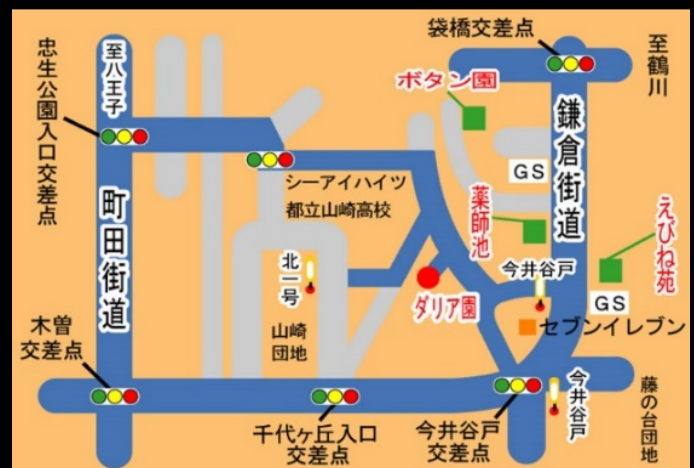 袋橋交差点
至鶴川
忠生公園入口交差点
至八王子
ボタン園
鎌倉街道
GS
シーアイハイツ
都立山崎高校
薬師池
えびね苑
町田街道
北一号
今井谷戸
ダリア園
GS
セブンイレブン
木曽
交差点
山崎
団地
千代ヶ丘入口
交差点
今井谷戸
交差点
今井谷戸
藤の台団地